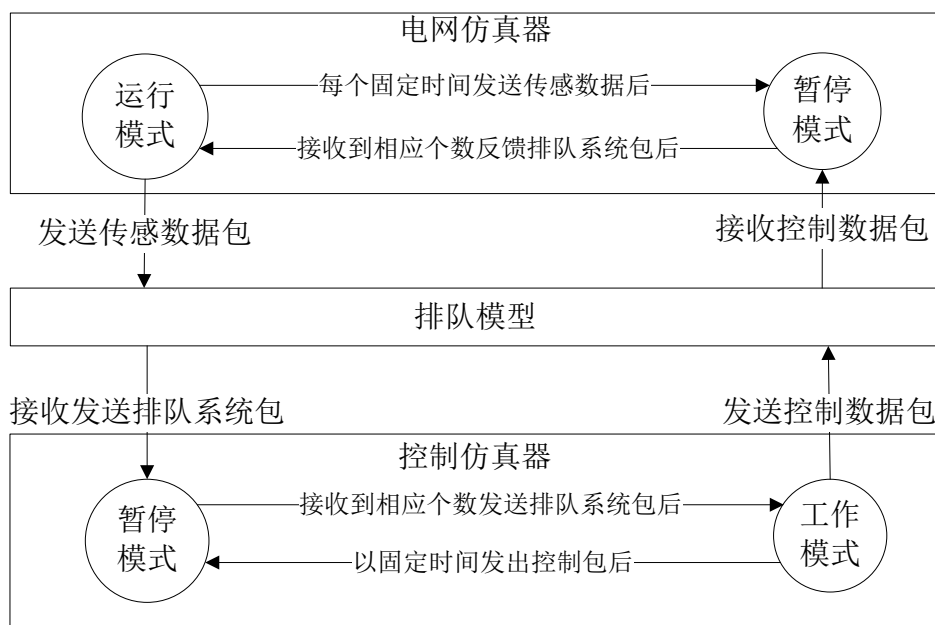 电网仿真器
运行
模式
每个固定时间发送传感数据后
暂停
模式
接收到相应个数反馈排队系统包后
发送传感数据包
接收控制数据包
排队模型
接收发送排队系统包
发送控制数据包
控制仿真器
暂停
模式
接收到相应个数发送排队系统包后
工作
模式
以固定时间发出控制包后